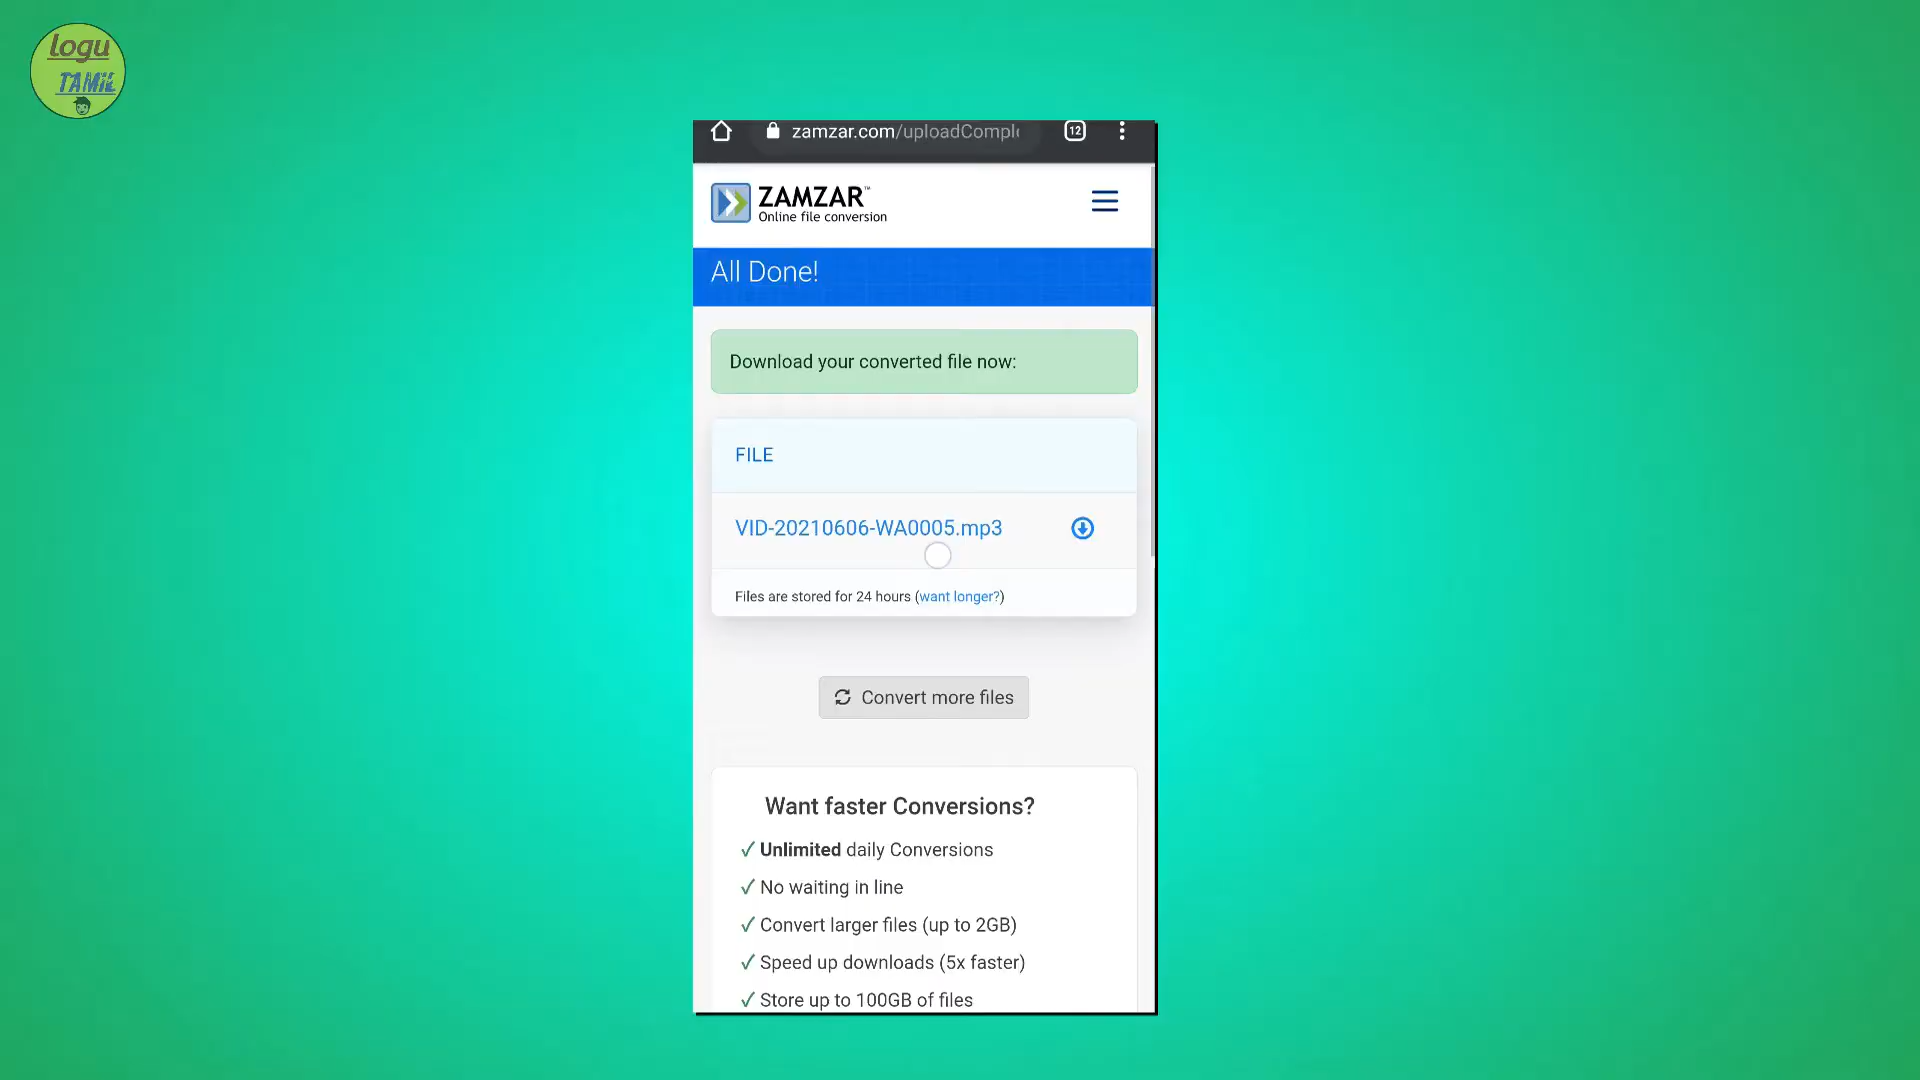 logu
TAMIL
zamzar.com/uploadCompl
12
ZAMZAR™
Online file conversion
All Done!
Download your converted file now:
FILE
VID-20210606-WA0005.mp3
Files are stored for 24 hours (want longer?)
Convert more files
Want faster Conversions?
✓ Unlimited daily Conversions
✓ No waiting in line
✓ Convert larger files (up to 2GB)
✓ Speed up downloads (5x faster)
✓ Store up to 100GB of files